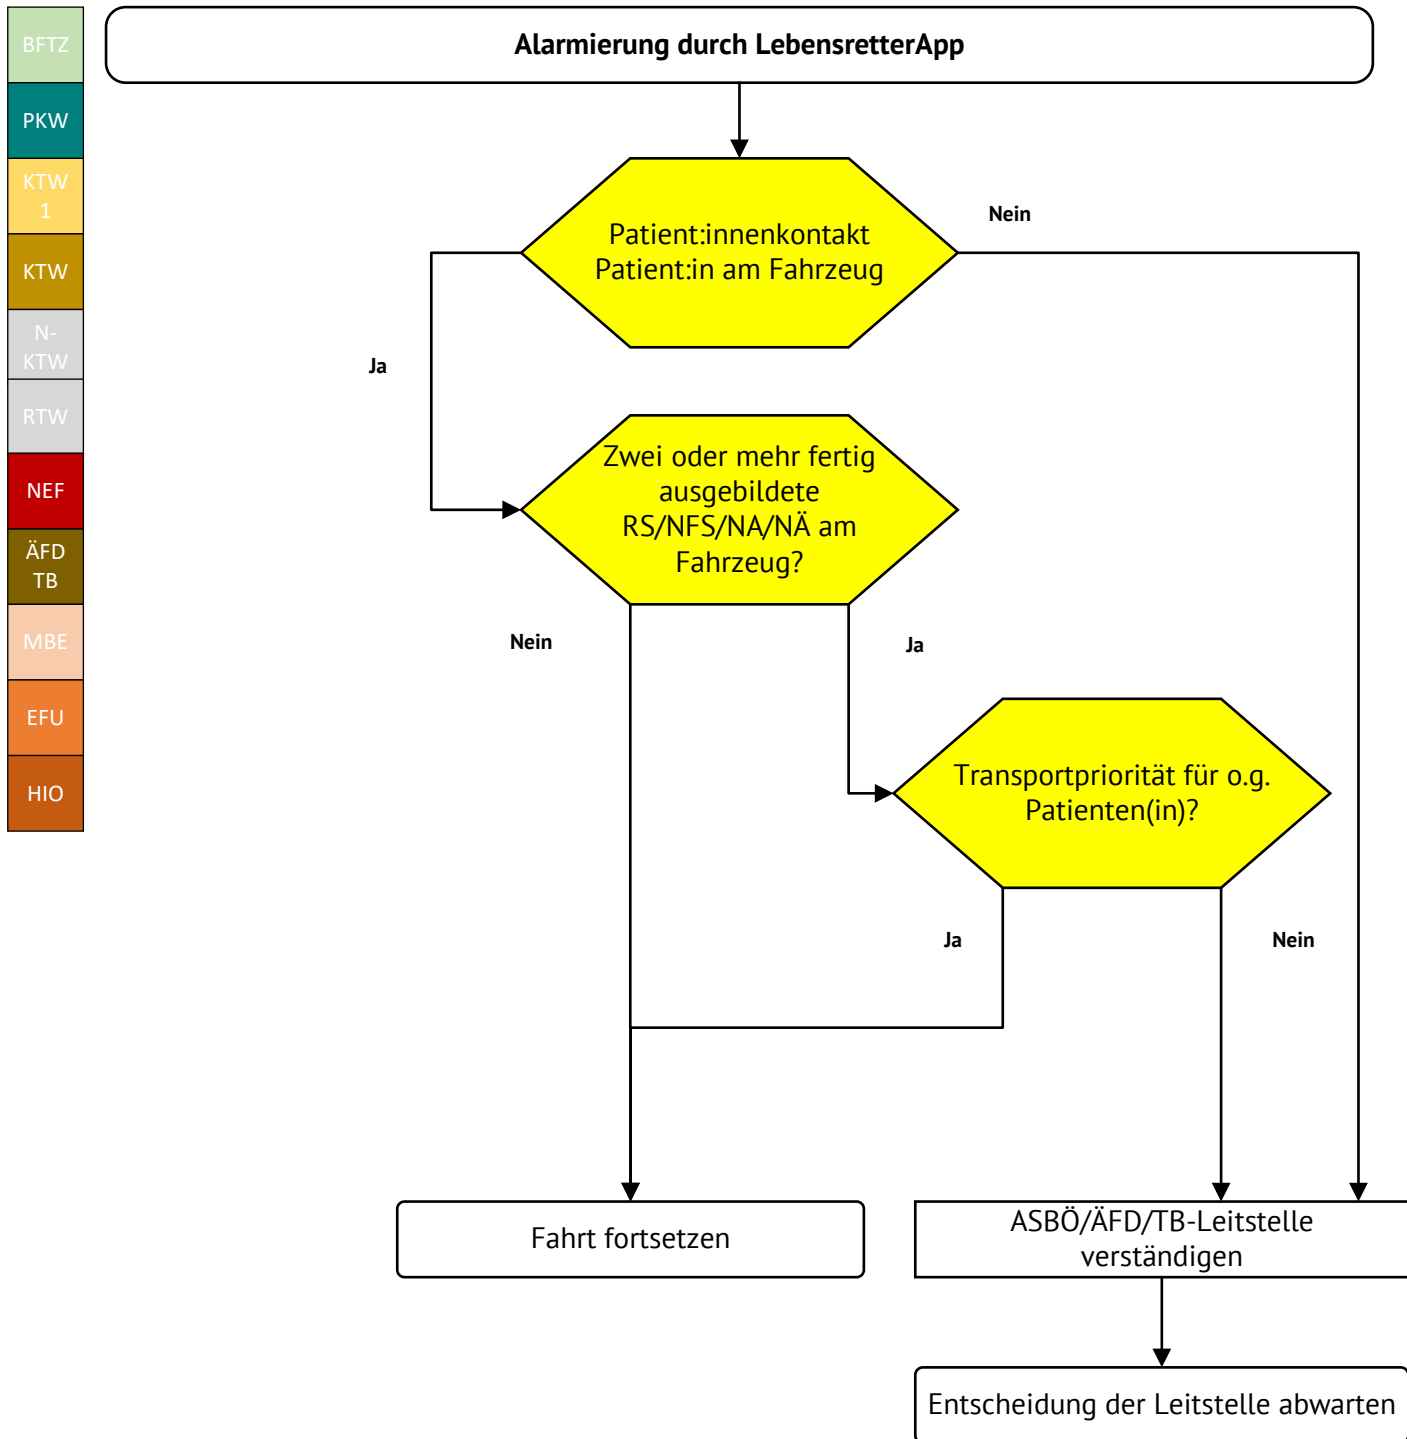 BFTZ
PKW
KTW
1
KTW
N-
KTW
RTW
NEF
ÄFD
TB
MBE
EFU
HIO
Alarmierung durch LebensretterApp
Patient:innenkontakt
Patient:in am Fahrzeug
Nein
Ja
Zwei oder mehr fertig
ausgebildete
RS/NFS/NA/NÄ am
Fahrzeug?
Nein
Ja
Transportpriorität für o.g.
Patienten(in)?
Ja
Nein
Fahrt fortsetzen
ASBÖ/ÄFD/TB-Leitstelle
verständigen
Entscheidung der Leitstelle abwarten